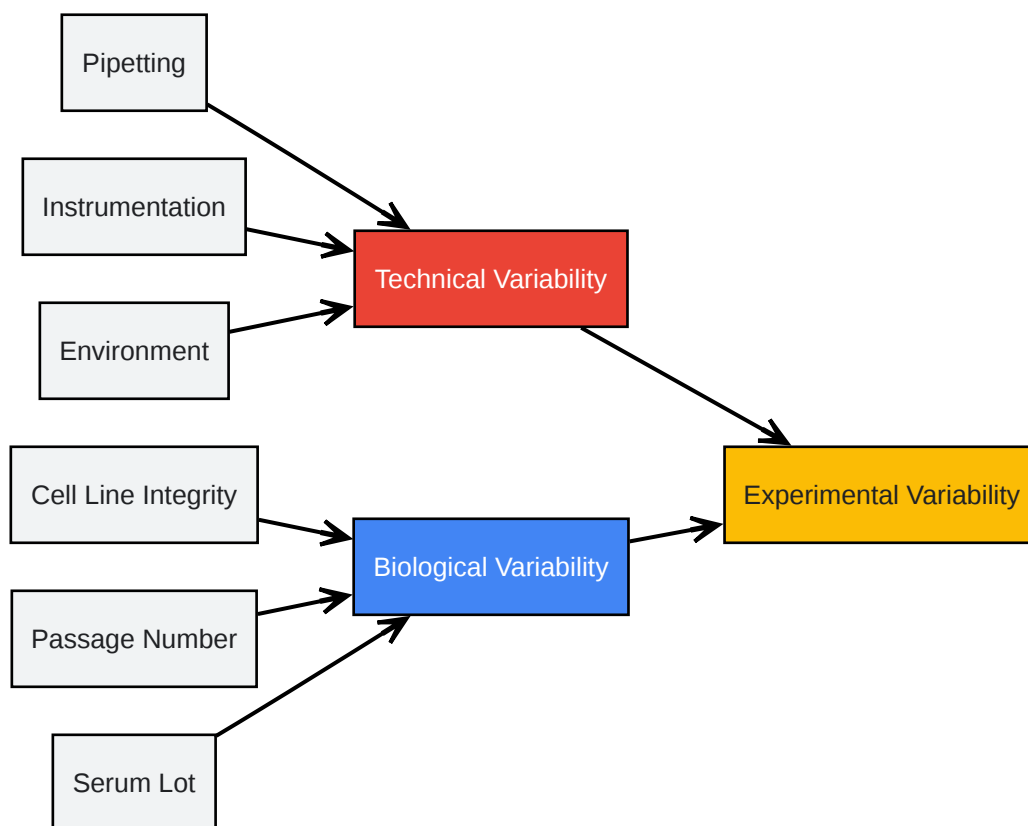 Pipetting
Instrumentation
Technical Variability
Environment
Cell Line Integrity
Experimental Variability
Biological Variability
Passage Number
Serum Lot